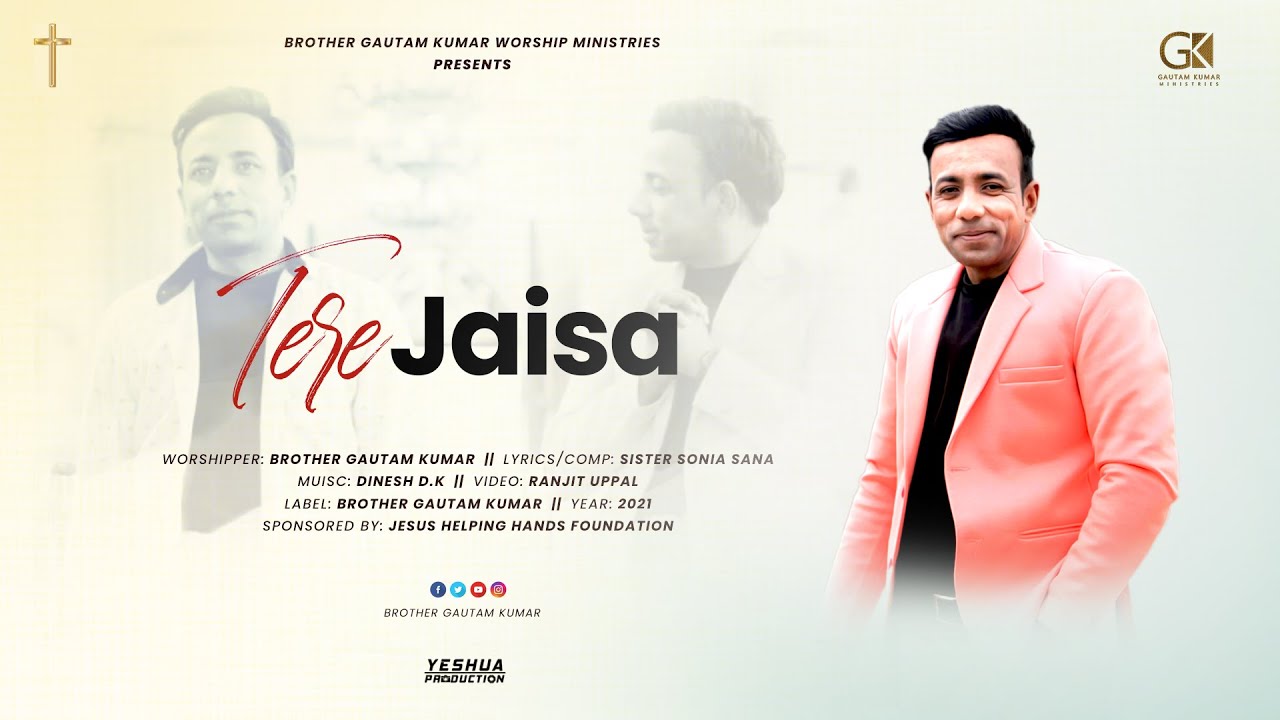 BROTHER GAUTAM KUMAR WORSHIP MINISTRIES
PRESENTS
GK
GAUTAM KUMAR
MINISTRIES
Tere Jaisa
WORSHIPPER: BROTHER GAUTAM KUMAR || LYRICS/COMP: SISTER SONIA SANA
MUISC: DINESH D.K || VIDEO: RANJIT UPPAL
LABEL: BROTHER GAUTAM KUMAR || YEAR: 2021
SPONSORED BY: JESUS HELPING HANDS FOUNDATION
BROTHER GAUTAM KUMAR
YESHUA
PRODUCTION